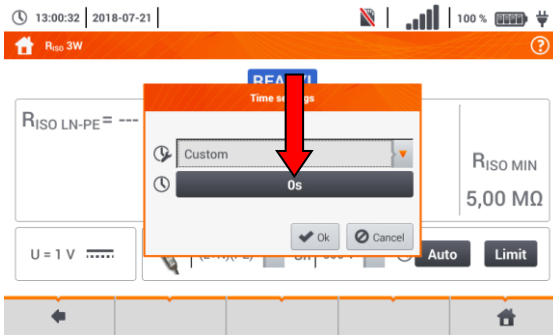 13:00:32 2018-07-21 100 %
RISO 3W
READY!
Time settings
RISO LN-PE= ---
Custom
0s
RISO MIN
5,00 MΩ
Ok Cancel
U = 1 V Un Auto Limit